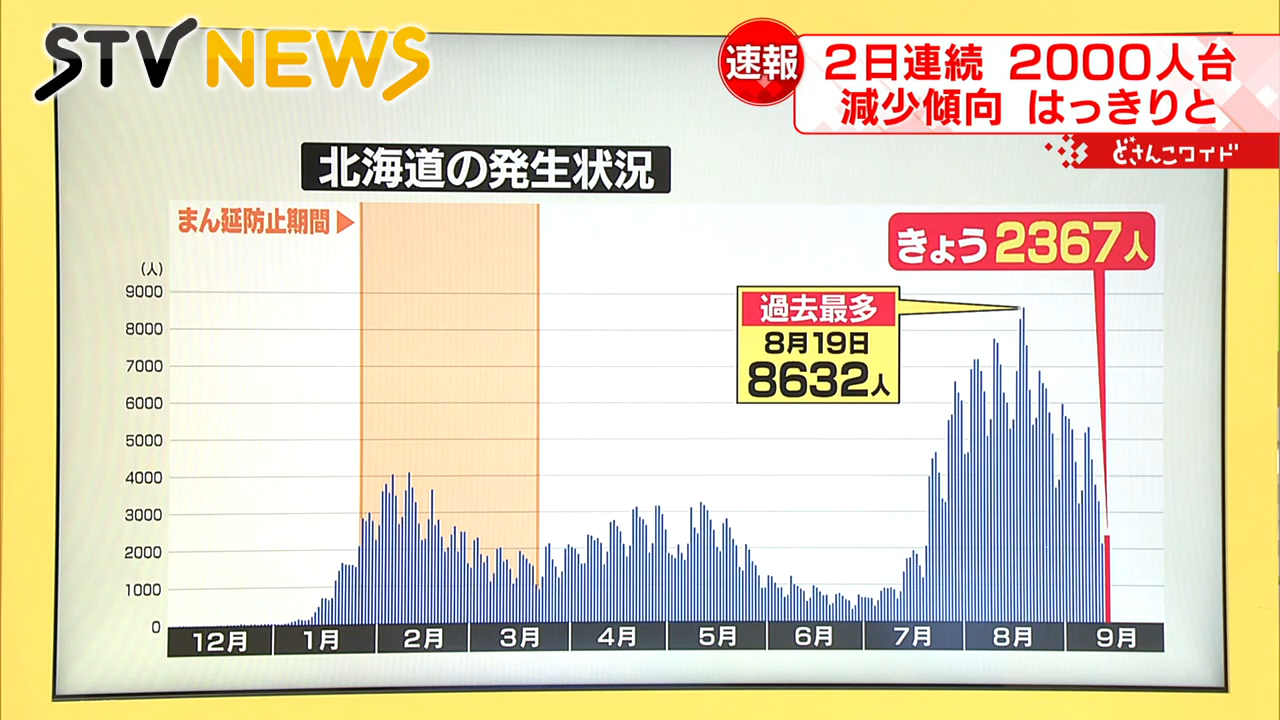 STV NEWS
速報
2日連続 2000人台
減少傾向 はっきりと
どさんこワイド
北海道の発生状況
まん延防止期間 ▶
きょう 2367人
過去最多
8月19日
8632人
(人)
9000
8000
7000
6000
5000
4000
3000
2000
1000
0
12月 1月 2月 3月 4月 5月 6月 7月 8月 9月